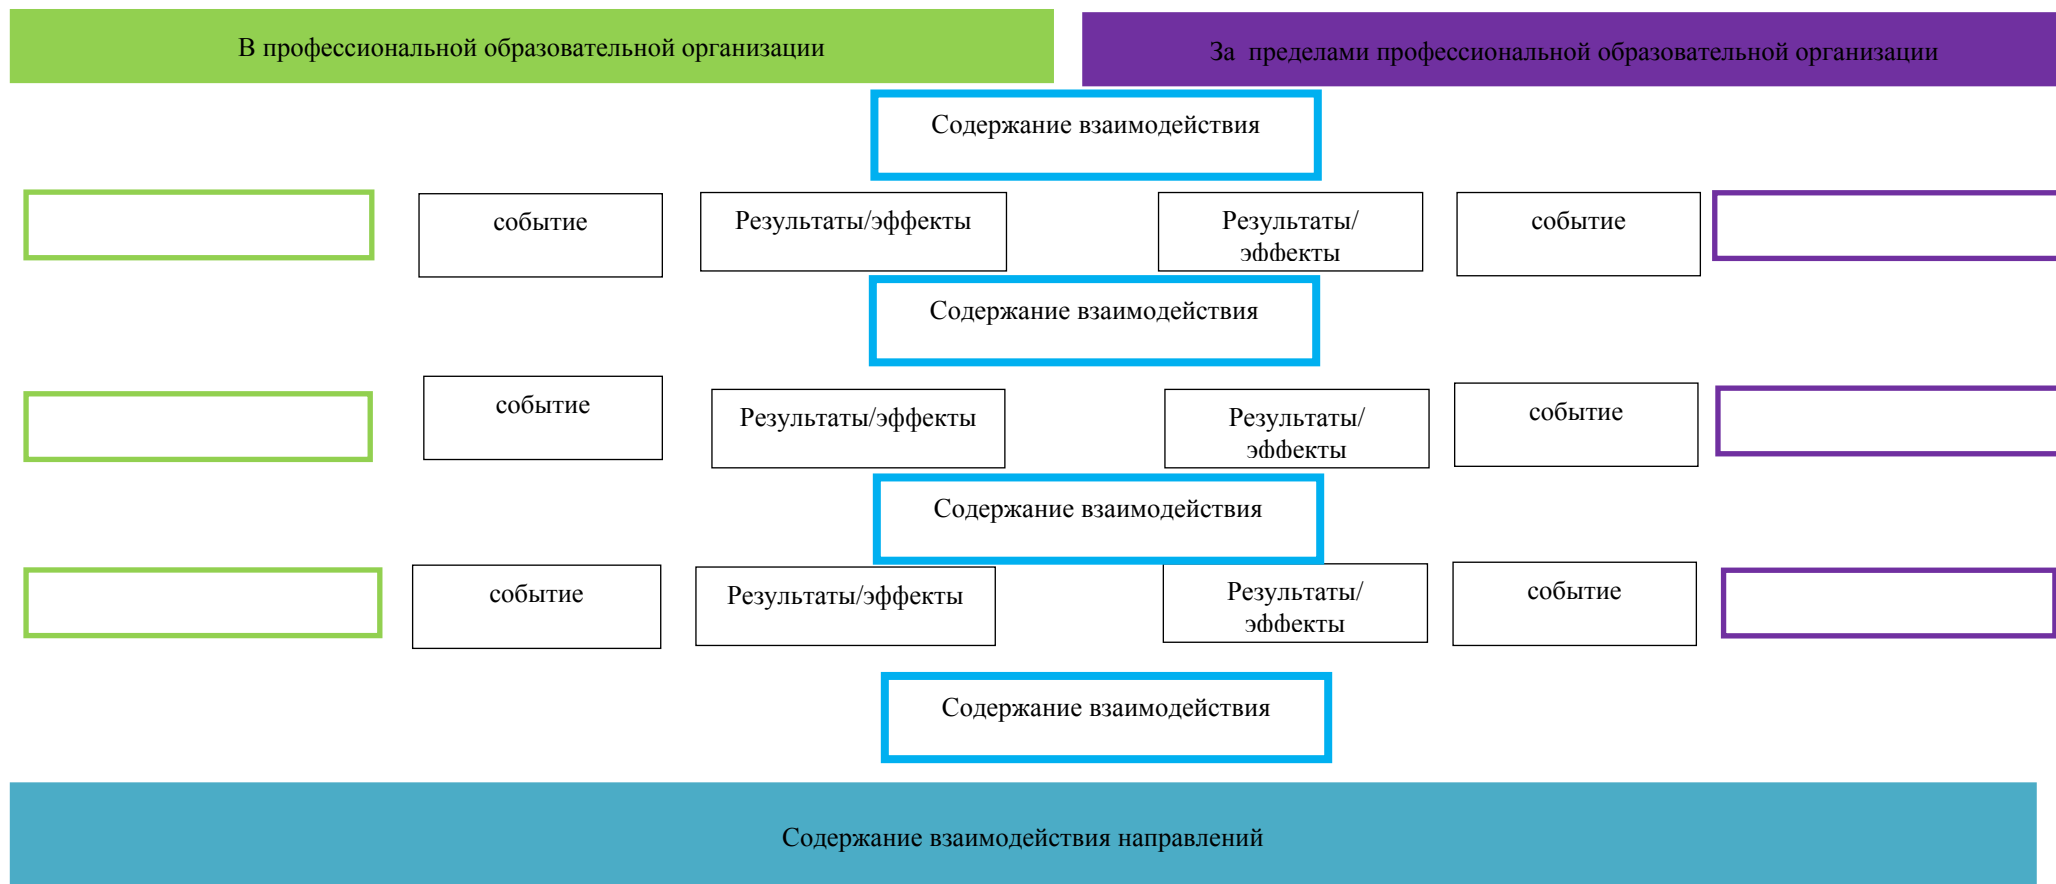 В профессиональной образовательной организации
За пределами профессиональной образовательной организации
Содержание взаимодействия
событие
Результаты/эффекты
Результаты/
эффекты
событие
Содержание взаимодействия
событие
Результаты/эффекты
Результаты/
эффекты
событие
Содержание взаимодействия
событие
Результаты/эффекты
Результаты/
эффекты
событие
Содержание взаимодействия
Содержание взаимодействия направлений